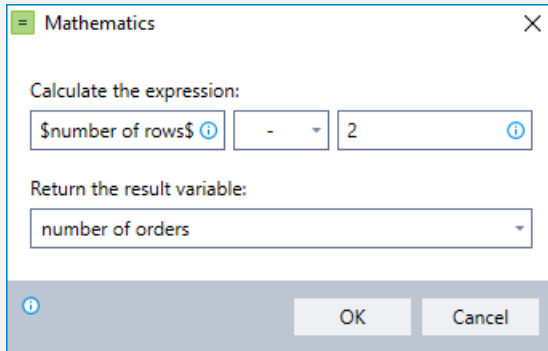 Mathematics
Calculate the expression:
$number of rows$ - 2
Return the result variable:
number of orders
OK Cancel